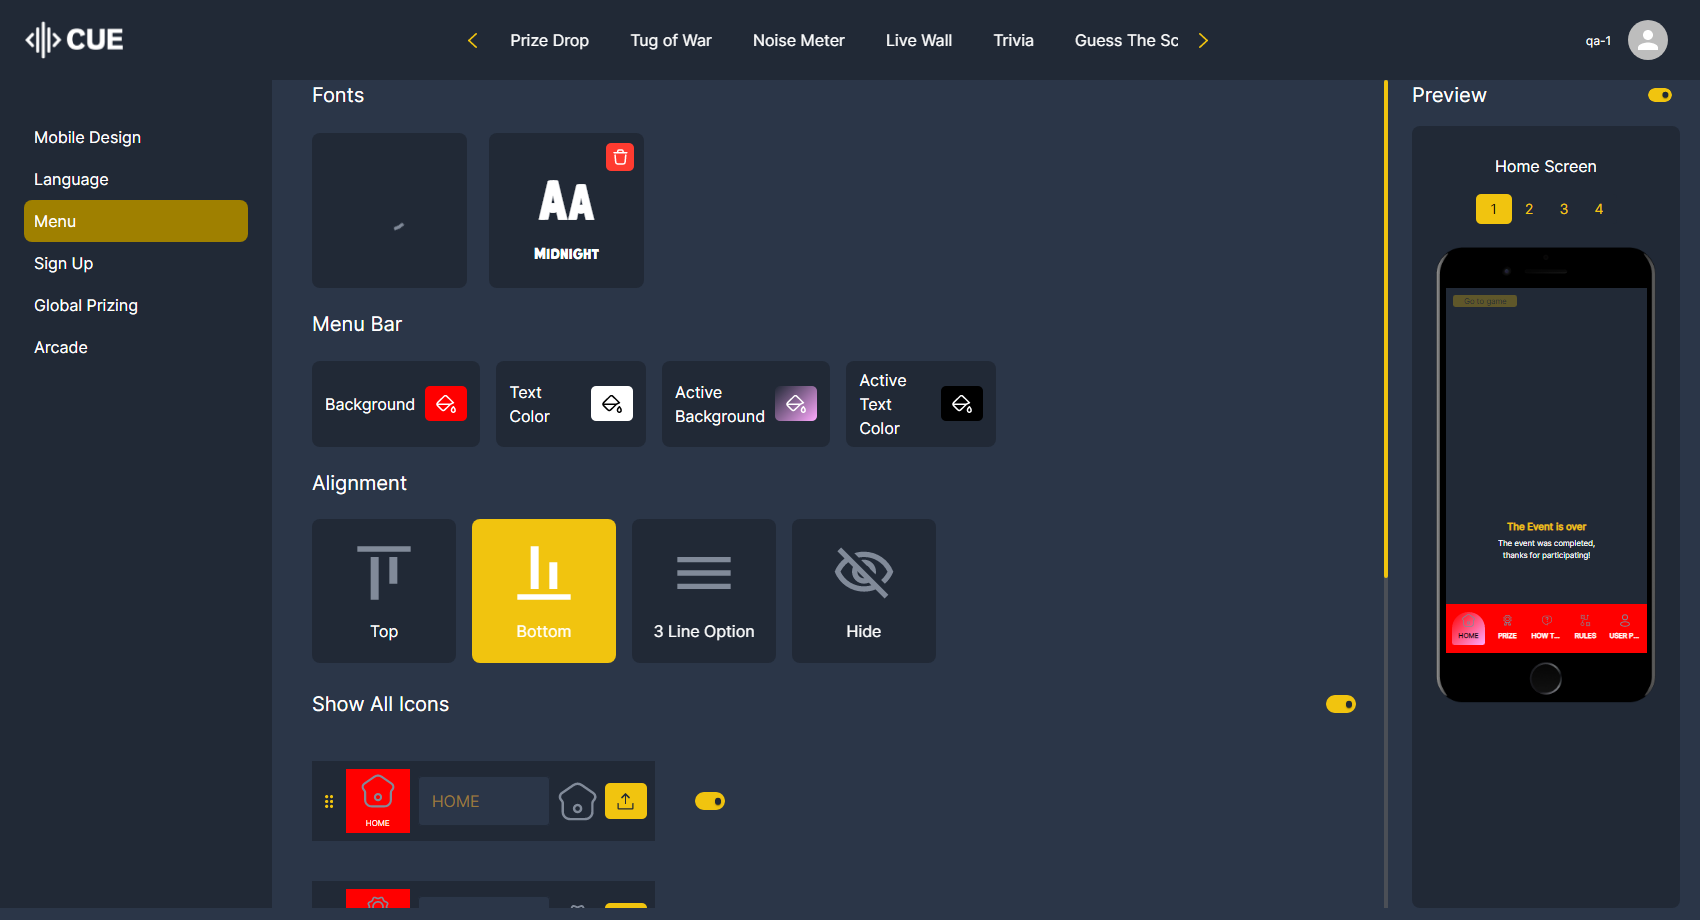 CUE
Prize Drop
Tug of War
Noise Meter
Live Wall
Trivia
Guess The Sc
qa-1
Mobile Design
Language
Menu
Sign Up
Global Prizing
Arcade
Fonts
AA
MIDNIGHT
Menu Bar
Background
Text
Color
Active
Background
Active
Text
Color
Alignment
Top
Bottom
3 Line Option
Hide
Show All Icons
HOME
HOME
Preview
Home Screen
1 2 3 4
Go to game
The Event is over
The event was completed,
thanks for participating!
HOME PRIZE HOW T... RULES USER P...